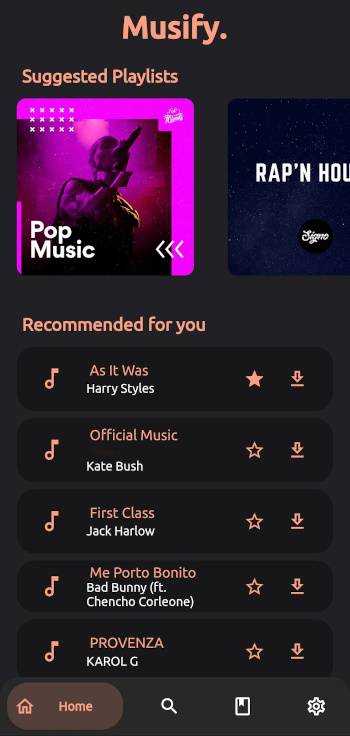 Musify.
Suggested Playlists
Pop
Music
RAP'N HOU
Signo
Recommended for you
As It Was
Harry Styles
Official Music
Kate Bush
First Class
Jack Harlow
Me Porto Bonito
Bad Bunny (ft.
Chencho Corleone)
PROVENZA
KAROL G
Home